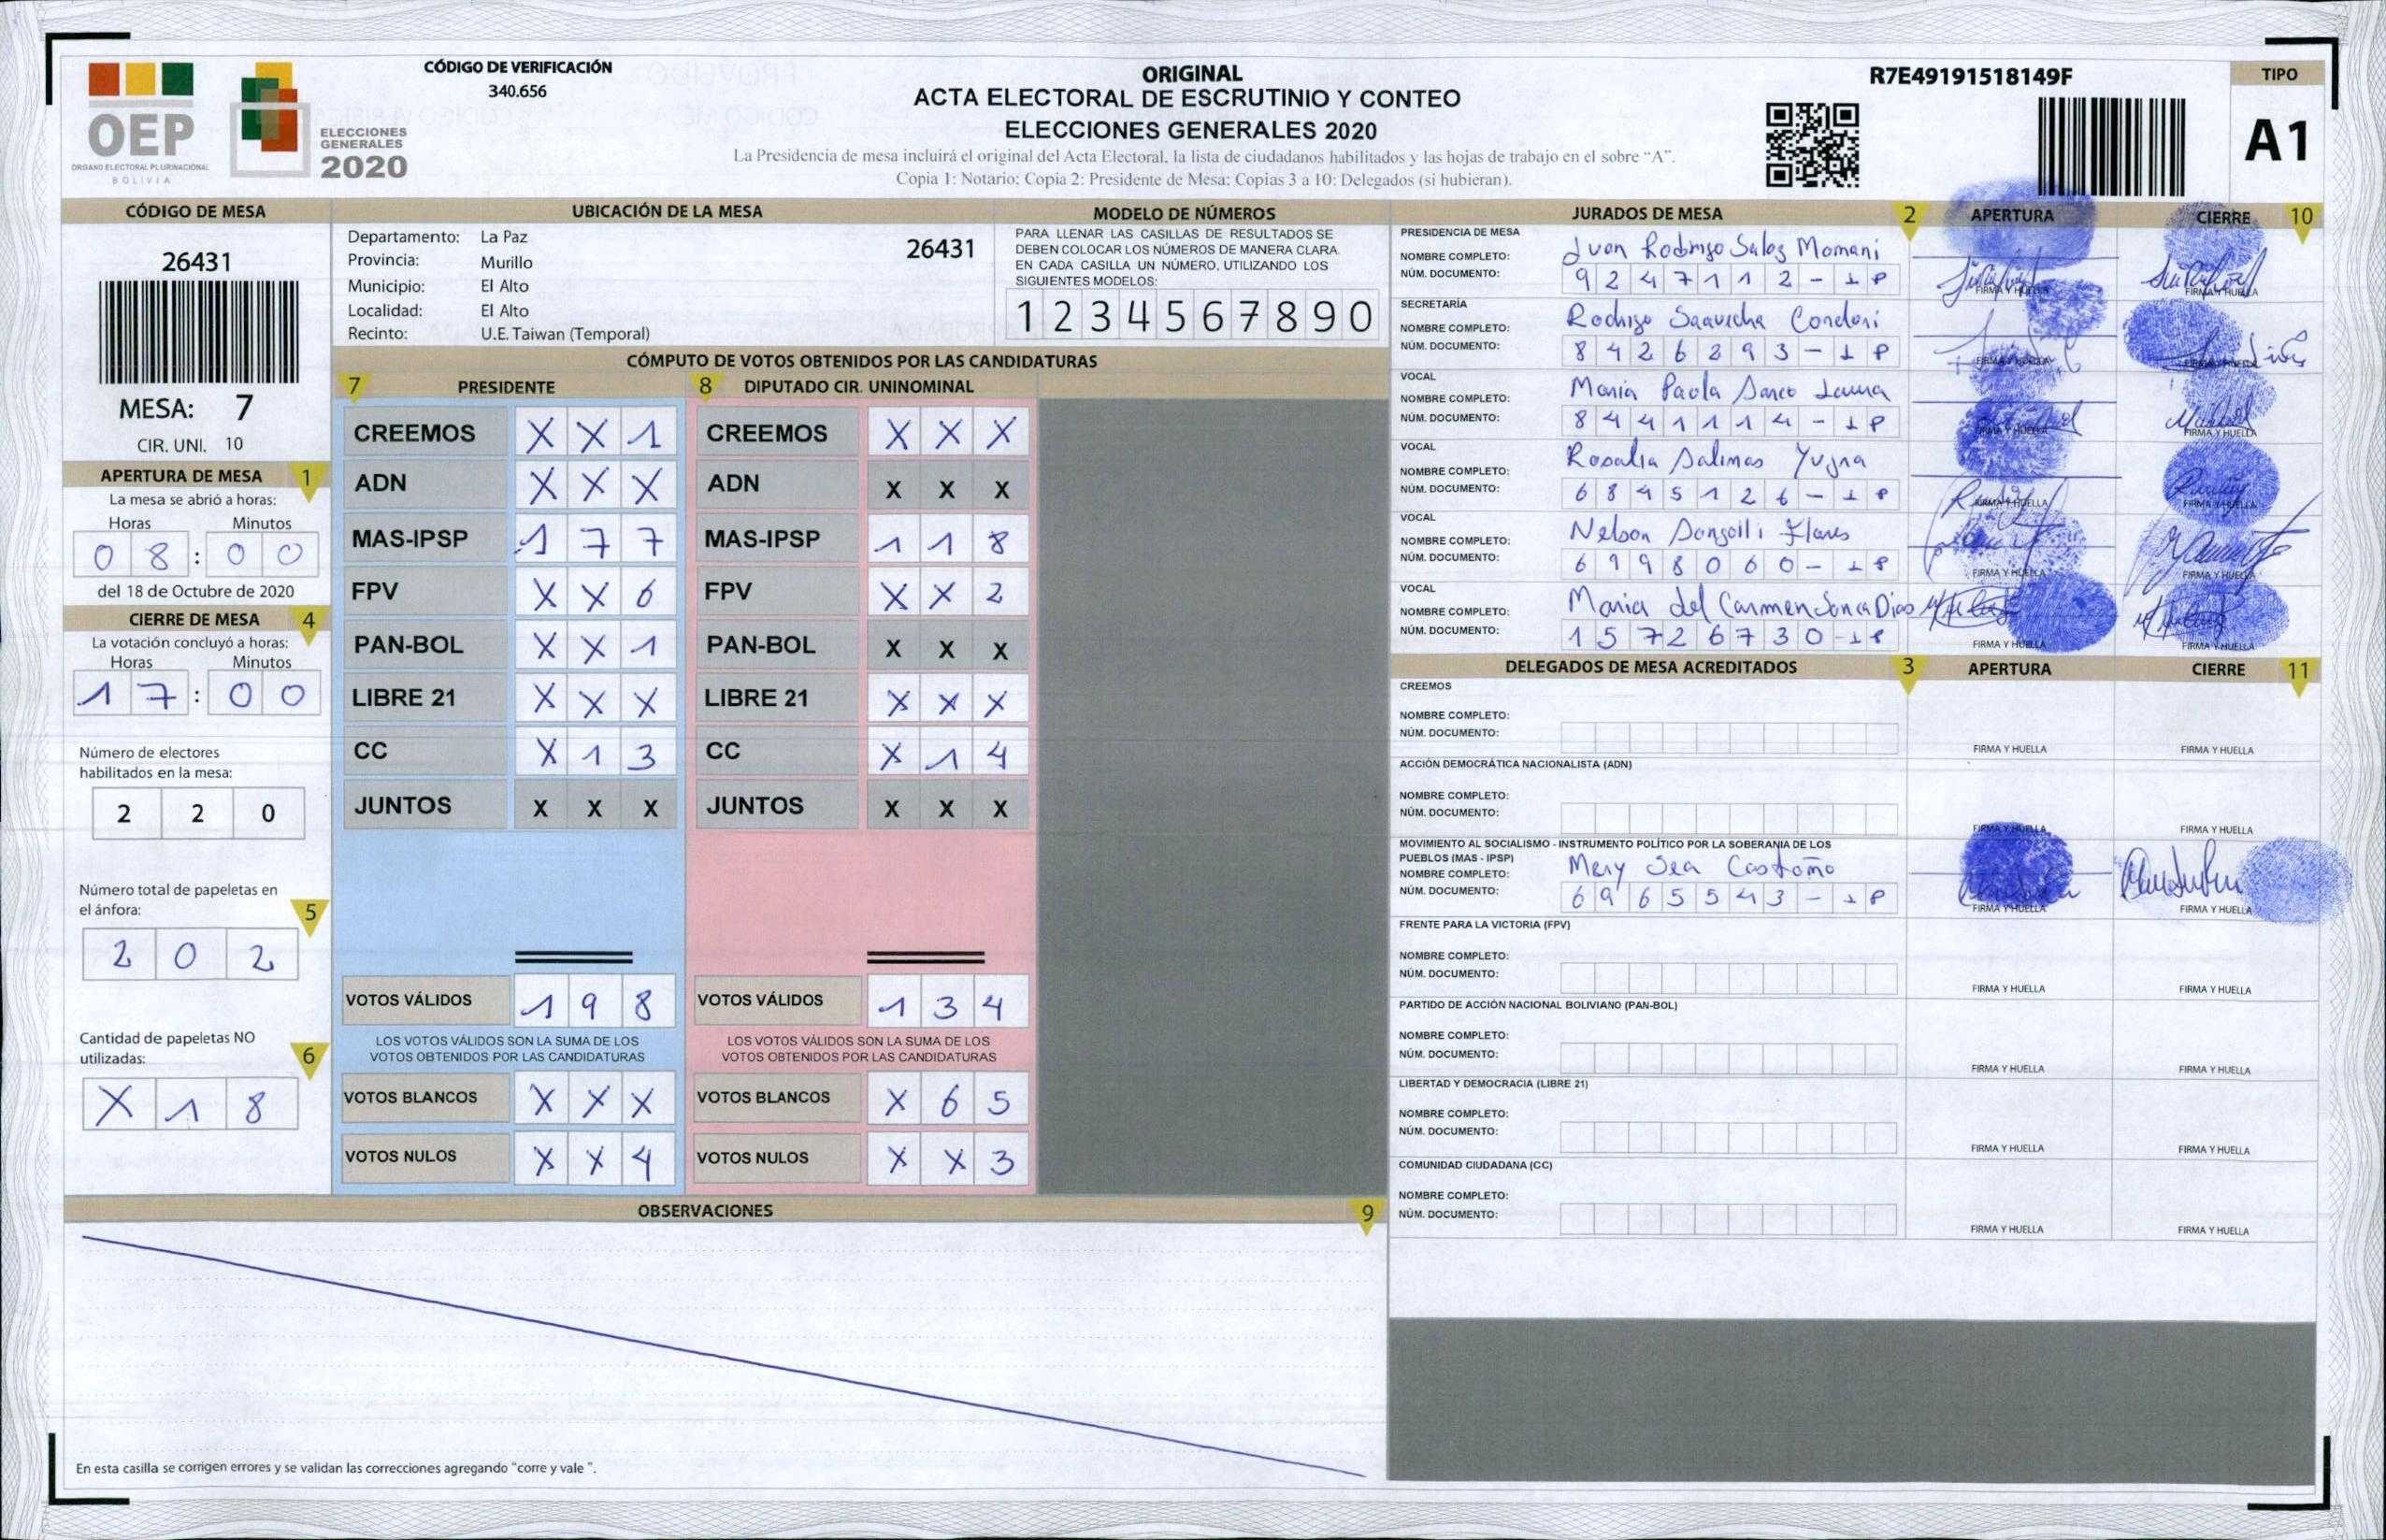 CÓDIGO DE VERIFICACIÓN
340.656
OEP
ÓRGANO ELECTORAL PLURINACIONAL
BOLIVIA
ELECCIONES
GENERALES
2020
ORIGINAL
ACTA ELECTORAL DE ESCRUTINIO Y CONTEO
ELECCIONES GENERALES 2020
La Presidencia de mesa incluirá el original del Acta Electoral, la lista de ciudadanos habilitados y las hojas de trabajo en el sobre “A”.
Copia 1: Notario; Copia 2: Presidente de Mesa; Copias 3 a 10: Delegados (si hubieran).
R7E49191518149F
TIPO
A1
CÓDIGO DE MESA
26431
MESA: 7
CIR. UNI. 10
APERTURA DE MESA 1
La mesa se abrió a horas:
Horas Minutos
0 8 : 0 0
del 18 de Octubre de 2020
CIERRE DE MESA 4
La votación concluyó a horas:
Horas Minutos
1 7 : 0 0
Número de electores
habilitados en la mesa:
2 2 0
Número total de papeletas en
el ánfora: 5
2 0 2
Cantidad de papeletas NO
utilizadas: 6
X 1 8
UBICACIÓN DE LA MESA
Departamento: La Paz 26431
Provincia: Murillo
Municipio: El Alto
Localidad: El Alto
Recinto: U.E. Taiwan (Temporal)
MODELO DE NÚMEROS
PARA LLENAR LAS CASILLAS DE RESULTADOS SE
DEBEN COLOCAR LOS NÚMEROS DE MANERA CLARA.
EN CADA CASILLA UN NÚMERO, UTILIZANDO LOS
SIGUIENTES MODELOS:
1 2 3 4 5 6 7 8 9 0
CÓMPUTO DE VOTOS OBTENIDOS POR LAS CANDIDATURAS
7 PRESIDENTE 8 DIPUTADO CIR. UNINOMINAL
CREEMOS X X 1 CREEMOS X X X
ADN X X X ADN X X X
MAS-IPSP 1 7 7 MAS-IPSP 1 1 8
FPV X X 6 FPV X X 2
PAN-BOL X X 1 PAN-BOL X X X
LIBRE 21 X X X LIBRE 21 X X X
CC X 1 3 CC X 1 4
JUNTOS X X X JUNTOS X X X
VOTOS VÁLIDOS 1 9 8 VOTOS VÁLIDOS 1 3 4
LOS VOTOS VÁLIDOS SON LA SUMA DE LOS LOS VOTOS VÁLIDOS SON LA SUMA DE LOS
VOTOS OBTENIDOS POR LAS CANDIDATURAS VOTOS OBTENIDOS POR LAS CANDIDATURAS
VOTOS BLANCOS X X X VOTOS BLANCOS X 6 5
VOTOS NULOS X X 4 VOTOS NULOS X X 3
OBSERVACIONES 9
En esta casilla se corrigen errores y se validan las correcciones agregando "corre y vale ".
JURADOS DE MESA 2 APERTURA CIERRE 10
PRESIDENCIA DE MESA
NOMBRE COMPLETO: Juan Rodrigo Salas Mamani
NÚM. DOCUMENTO: 9 2 4 7 1 1 2 - L P
FIRMA Y HUELLA FIRMA Y HUELLA
SECRETARÍA
NOMBRE COMPLETO: Rodrigo Condori
NÚM. DOCUMENTO: 8 4 2 6 2 9 3 - L P
FIRMA Y HUELLA FIRMA Y HUELLA
VOCAL
NOMBRE COMPLETO: Maria Paola Laura
NÚM. DOCUMENTO: 8 4 4 1 1 1 4 - L P
FIRMA Y HUELLA FIRMA Y HUELLA
VOCAL
NOMBRE COMPLETO: Rosalia Salinas Yujra
NÚM. DOCUMENTO: 6 8 4 5 1 2 6 - L P
FIRMA Y HUELLA FIRMA Y HUELLA
VOCAL
NOMBRE COMPLETO: Nelson Flores
NÚM. DOCUMENTO: 6 9 9 8 0 6 0 - L P
FIRMA Y HUELLA FIRMA Y HUELLA
VOCAL
NOMBRE COMPLETO: Maria del Carmen
NÚM. DOCUMENTO: 1 5 7 2 6 7 3 0 - L P
FIRMA Y HUELLA FIRMA Y HUELLA
DELEGADOS DE MESA ACREDITADOS 3 APERTURA CIERRE 11
CREEMOS
NOMBRE COMPLETO:
NÚM. DOCUMENTO:
FIRMA Y HUELLA FIRMA Y HUELLA
ACCIÓN DEMOCRÁTICA NACIONALISTA (ADN)
NOMBRE COMPLETO:
NÚM. DOCUMENTO:
FIRMA Y HUELLA FIRMA Y HUELLA
MOVIMIENTO AL SOCIALISMO - INSTRUMENTO POLÍTICO POR LA SOBERANÍA DE LOS
PUEBLOS (MAS - IPSP)
NOMBRE COMPLETO: Mery
NÚM. DOCUMENTO: 6 9 6 5 5 4 3 - L P
FIRMA Y HUELLA FIRMA Y HUELLA
FRENTE PARA LA VICTORIA (FPV)
NOMBRE COMPLETO:
NÚM. DOCUMENTO:
FIRMA Y HUELLA FIRMA Y HUELLA
PARTIDO DE ACCIÓN NACIONAL BOLIVIANO (PAN-BOL)
NOMBRE COMPLETO:
NÚM. DOCUMENTO:
FIRMA Y HUELLA FIRMA Y HUELLA
LIBERTAD Y DEMOCRACIA (LIBRE 21)
NOMBRE COMPLETO:
NÚM. DOCUMENTO:
FIRMA Y HUELLA FIRMA Y HUELLA
COMUNIDAD CIUDADANA (CC)
NOMBRE COMPLETO:
NÚM. DOCUMENTO:
FIRMA Y HUELLA FIRMA Y HUELLA